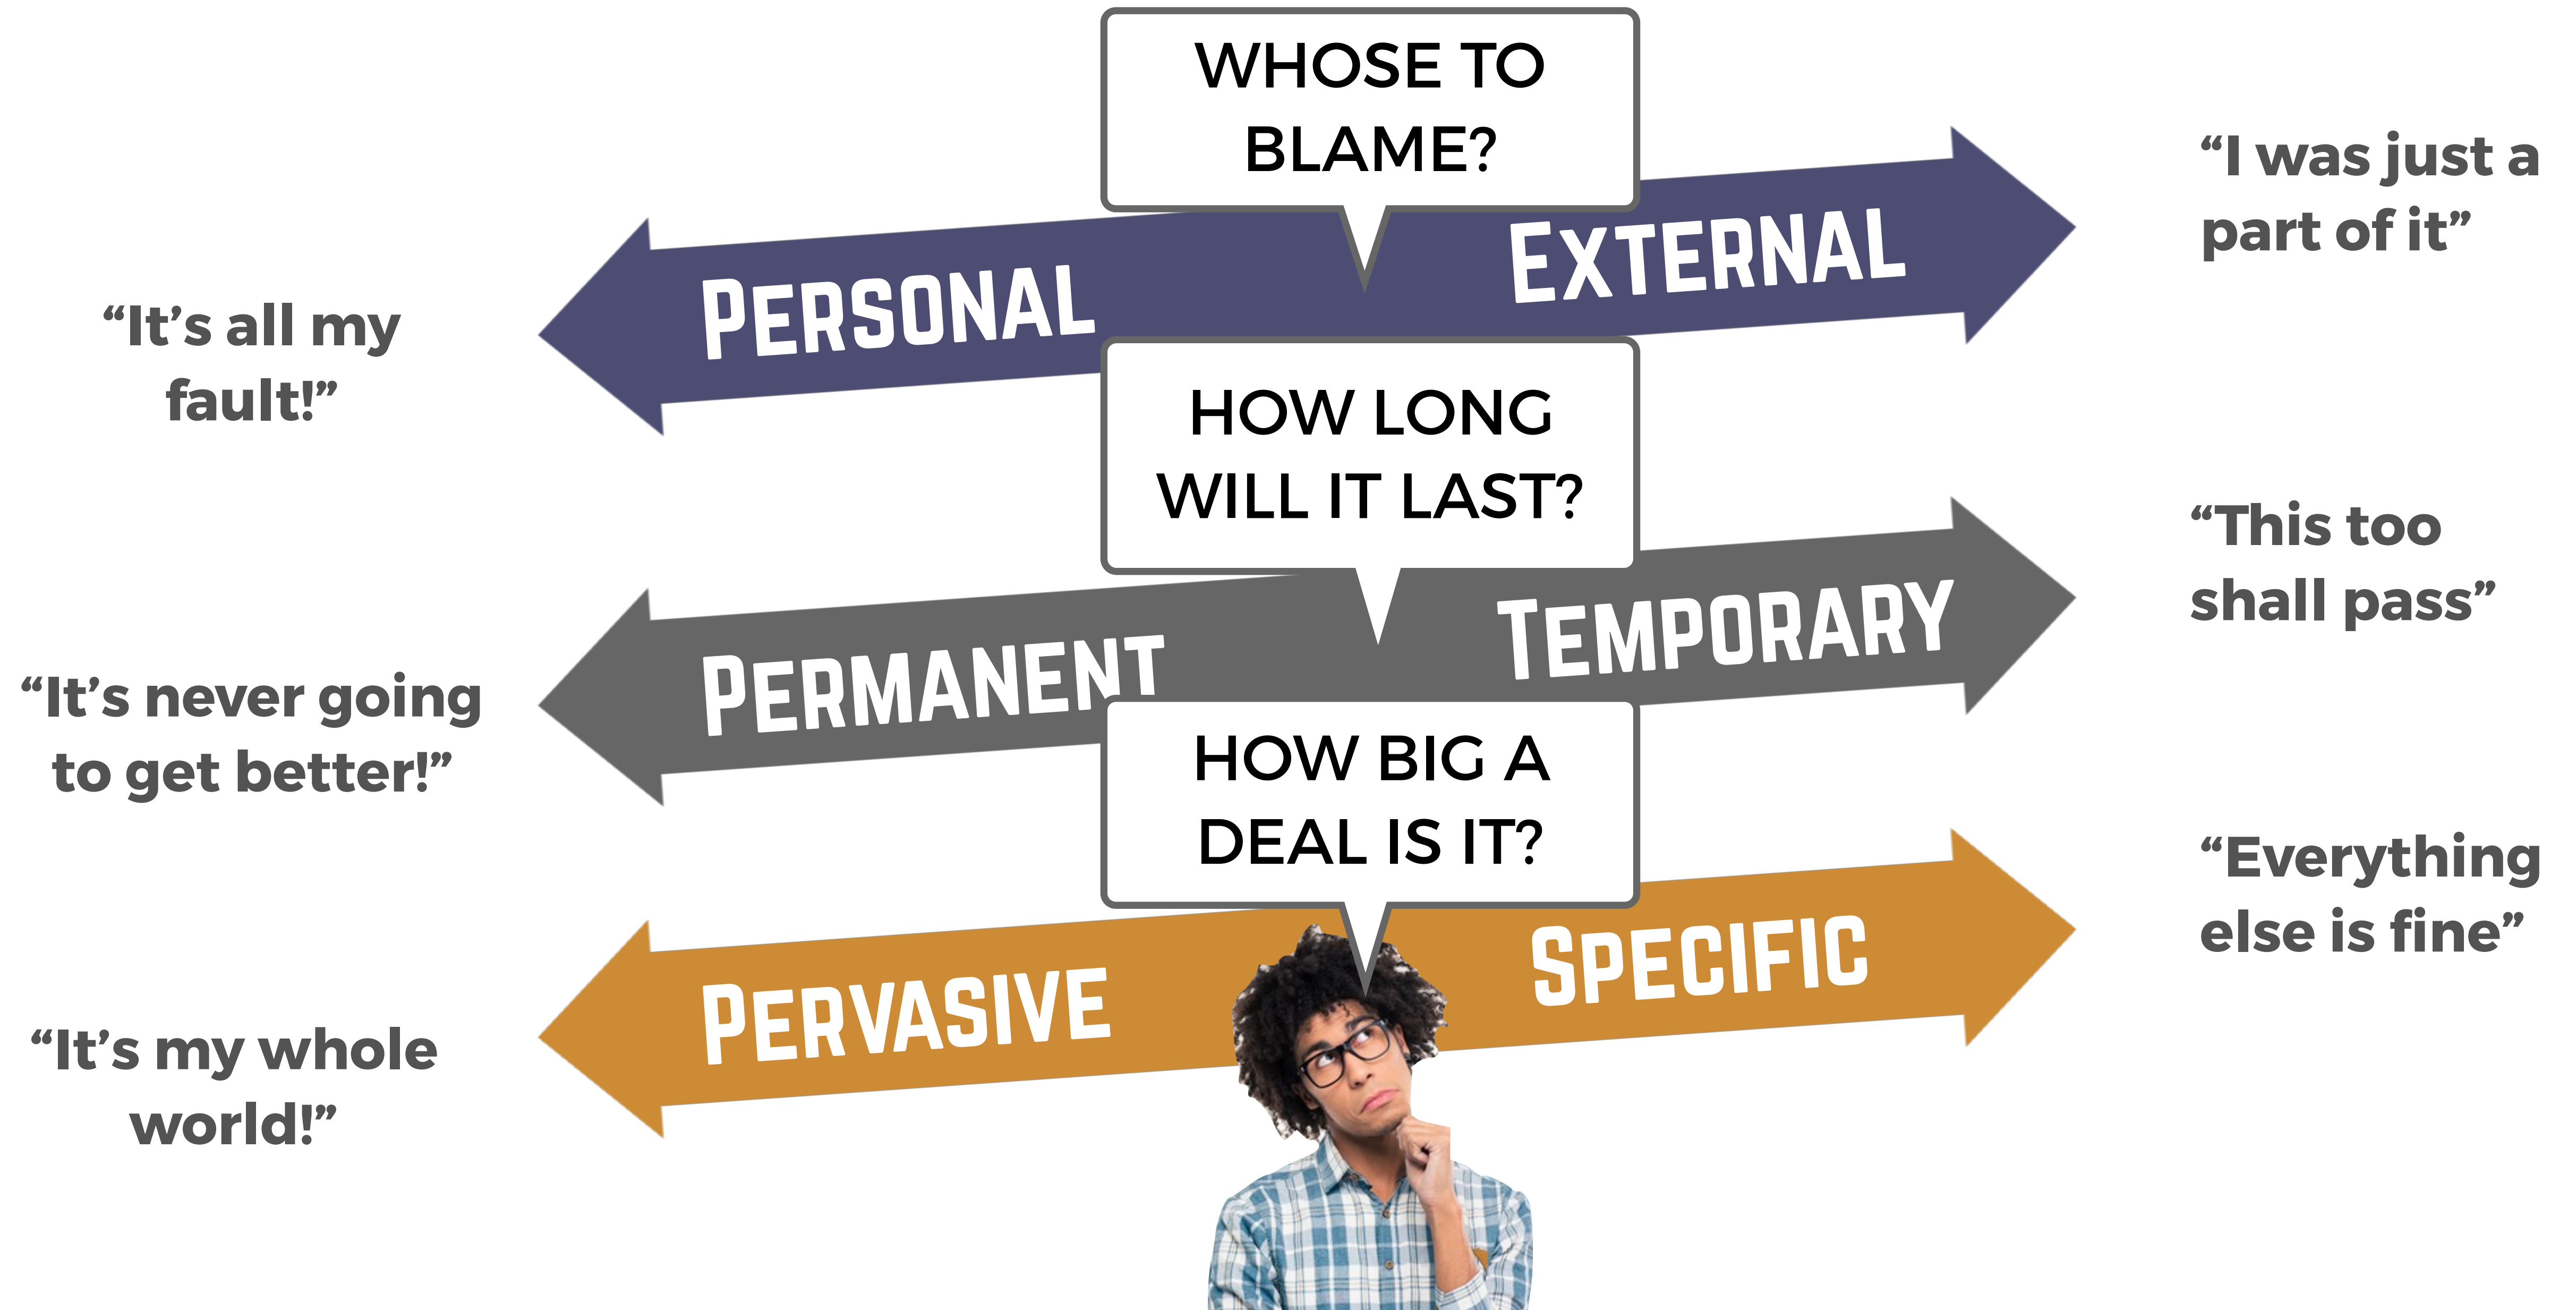 WHOSE TO
BLAME?
“I was just a
part of it”
EXTERNAL
PERSONAL
“It’s all my
fault!”
HOW LONG
WILL IT LAST?
“This too
shall pass”
TEMPORARY
PERMANENT
“It’s never going
to get better!”
HOW BIG A
DEAL IS IT?
“Everything
else is fine”
SPECIFIC
PERVASIVE
“It’s my whole
world!”